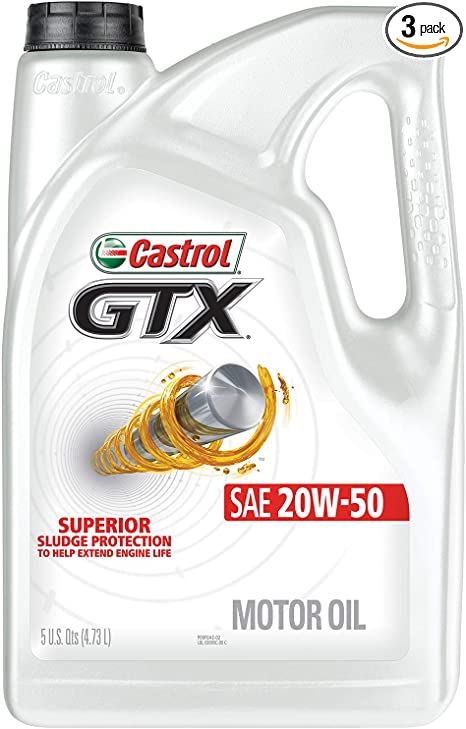 3 pack
Castrol®
Castrol®
GTX®
™
SAE 20W-50
SUPERIOR
SLUDGE PROTECTION
TO HELP EXTEND ENGINE LIFE
MOTOR OIL
5 U.S. Qts (4.73 L)